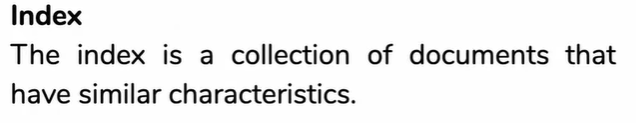 Index
The index is a collection of documents that
have similar characteristics.